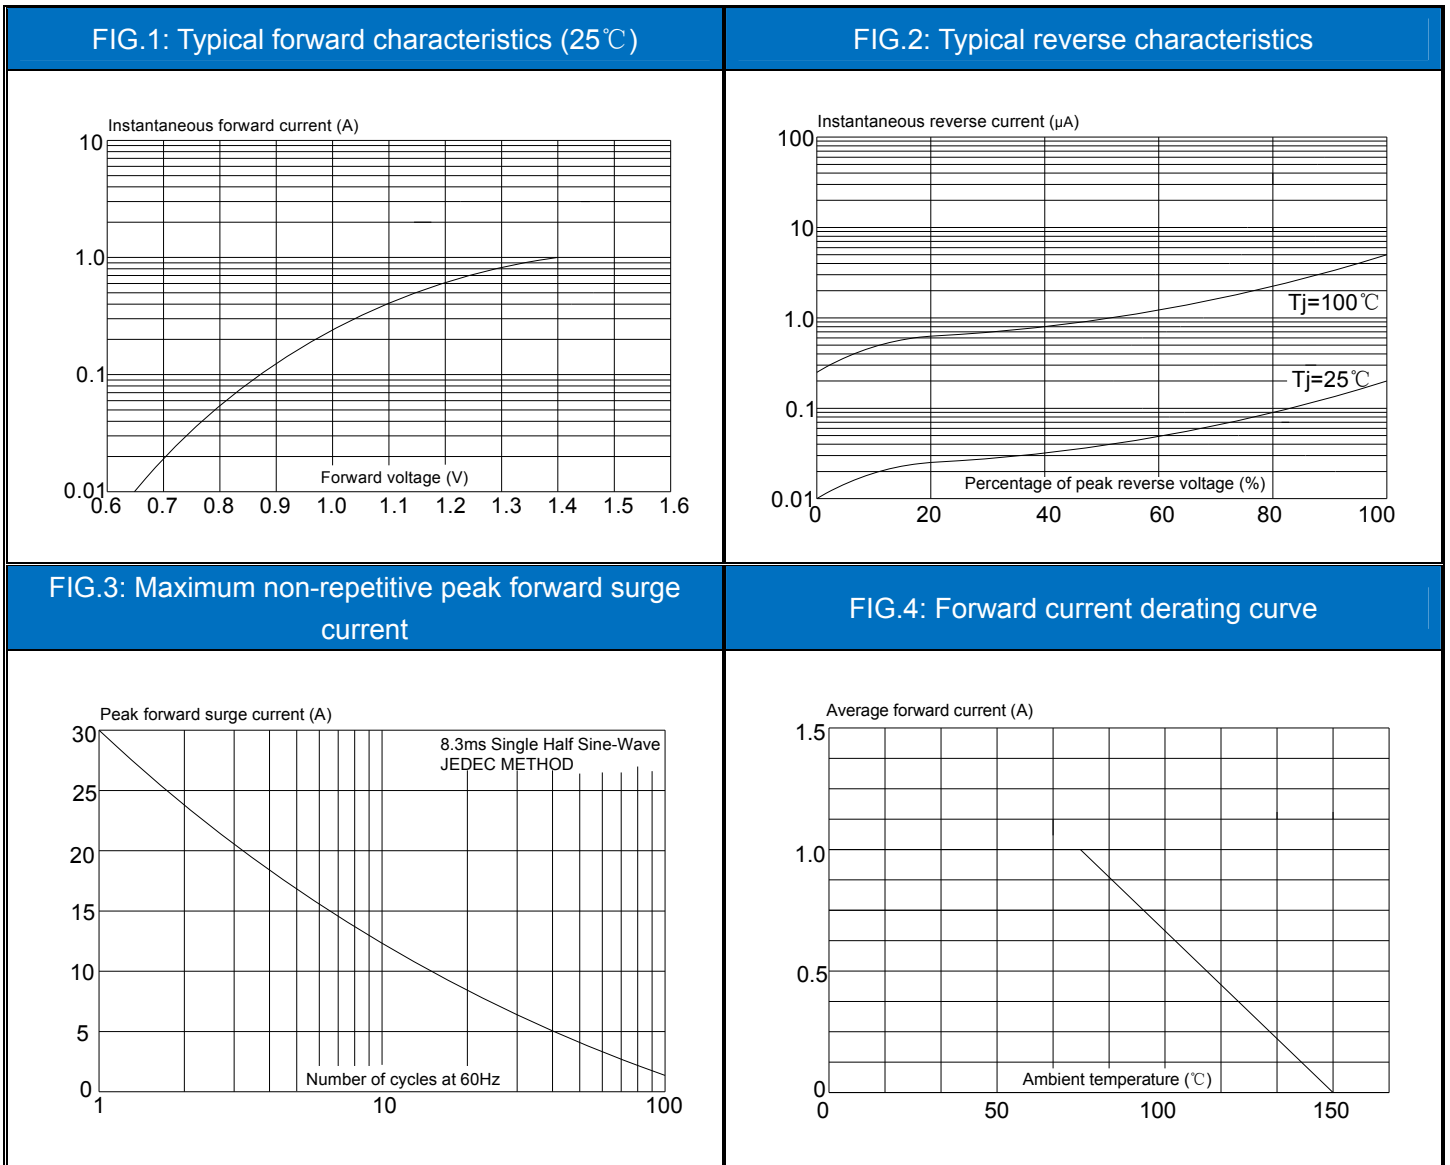 FIG.1: Typical forward characteristics (25℃)
Instantaneous forward current (A)
10
1.0
0.1
0.01
Forward voltage (V)
0.6 0.7 0.8 0.9 1.0 1.1 1.2 1.3 1.4 1.5 1.6
FIG.2: Typical reverse characteristics
Instantaneous reverse current (µA)
100
10
1.0
0.1
0.01
Tj=100℃
Tj=25℃
Percentage of peak reverse voltage (%)
0 20 40 60 80 100
FIG.3: Maximum non-repetitive peak forward surge
current
Peak forward surge current (A)
30
25
20
15
10
5
0
8.3ms Single Half Sine-Wave
JEDEC METHOD
Number of cycles at 60Hz
1 10 100
FIG.4: Forward current derating curve
Average forward current (A)
1.5
1.0
0.5
0
Ambient temperature (℃)
0 50 100 150